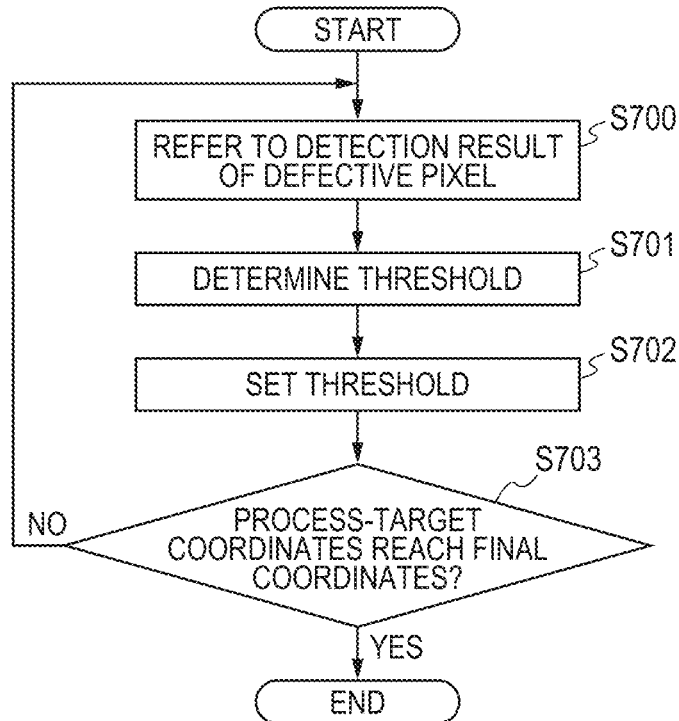 START
S700
REFER TO DETECTION RESULT
OF DEFECTIVE PIXEL
S701
DETERMINE THRESHOLD
S702
SET THRESHOLD
S703
PROCESS-TARGET
COORDINATES REACH FINAL
COORDINATES?
NO
YES
END